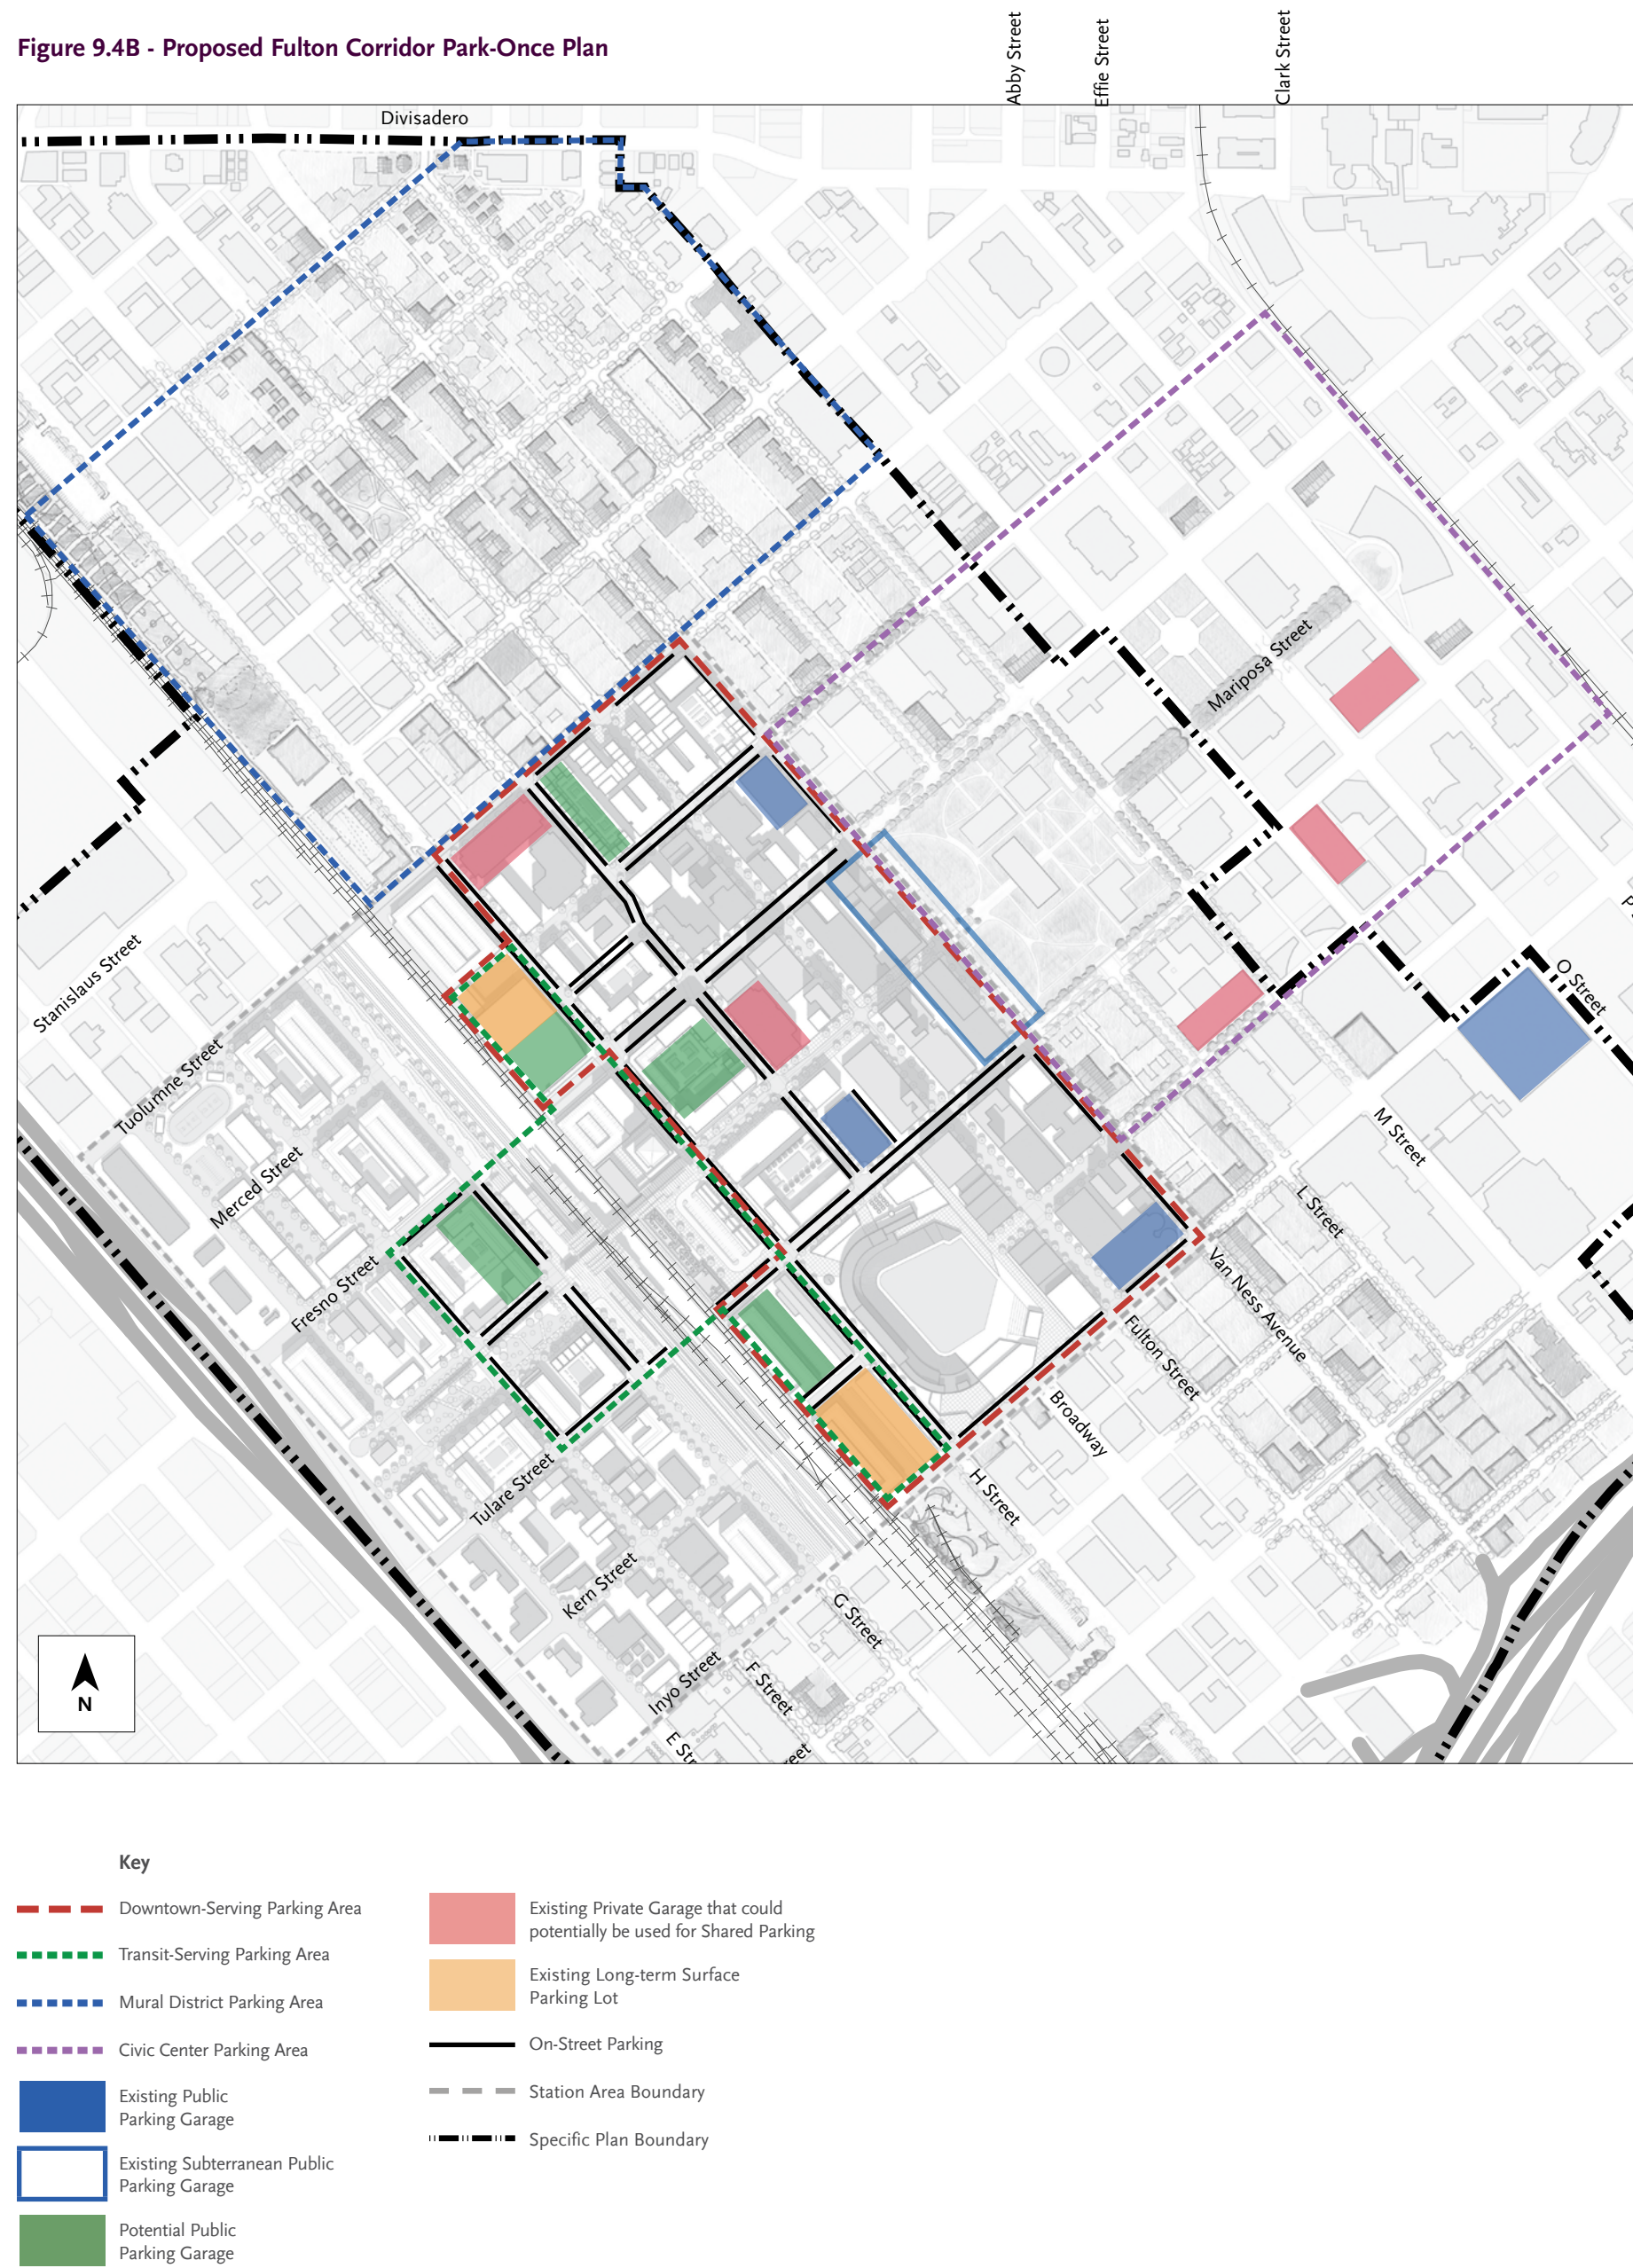 Figure 9.4B - Proposed Fulton Corridor Park-Once Plan
Abby Street
Effie Street
Clark Street
Divisadero
Mariposa Street
Stanislaus Street
Tuolumne Street
Merced Street
Fresno Street
Tulare Street
Kern Street
Inyo Street
O Street
M Street
L Street
Van Ness Avenue
Fulton Street
Broadway
H Street
G Street
F Street
E Str
eet
P
N
Key
Downtown-Serving Parking Area
Transit-Serving Parking Area
Mural District Parking Area
Civic Center Parking Area
Existing Public
Parking Garage
Existing Subterranean Public
Parking Garage
Potential Public
Parking Garage
Existing Private Garage that could
potentially be used for Shared Parking
Existing Long-term Surface
Parking Lot
On-Street Parking
Station Area Boundary
Specific Plan Boundary